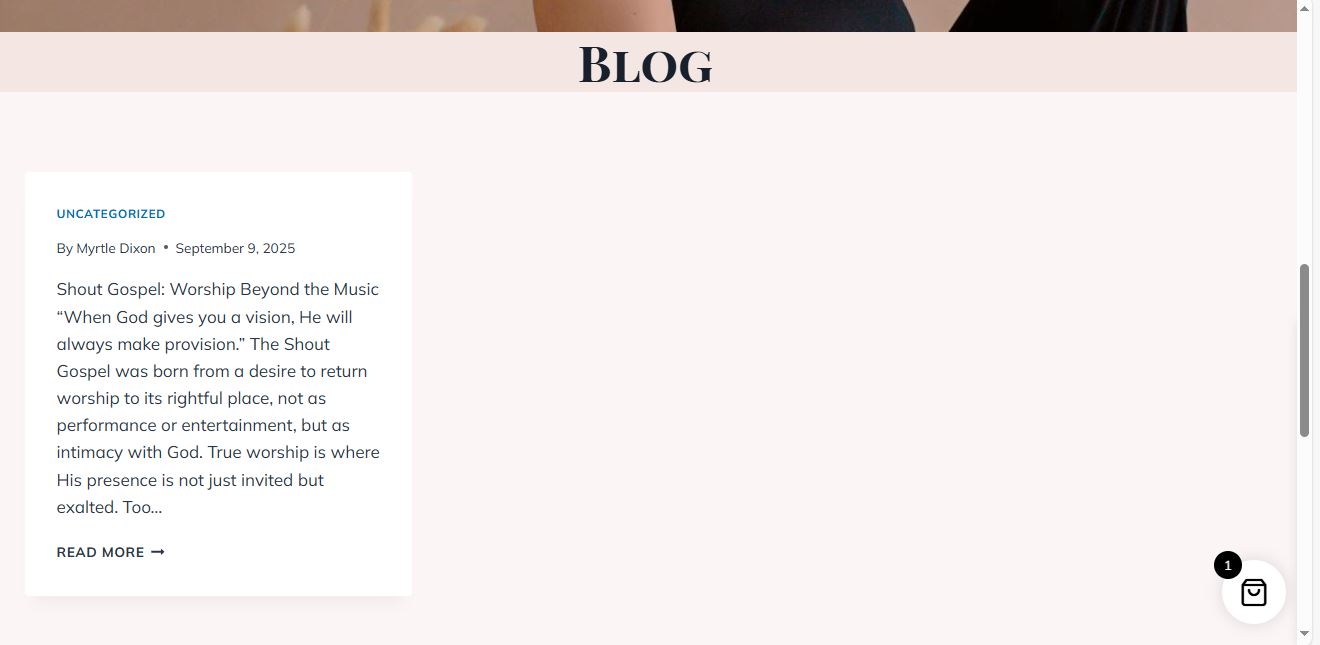 Blog
UNCATEGORIZED
By Myrtle Dixon • September 9, 2025
Shout Gospel: Worship Beyond the Music
“When God gives you a vision, He will
always make provision.” The Shout
Gospel was born from a desire to return
worship to its rightful place, not as
performance or entertainment, but as
intimacy with God. True worship is where
His presence is not just invited but
exalted. Too...
READ MORE →
1